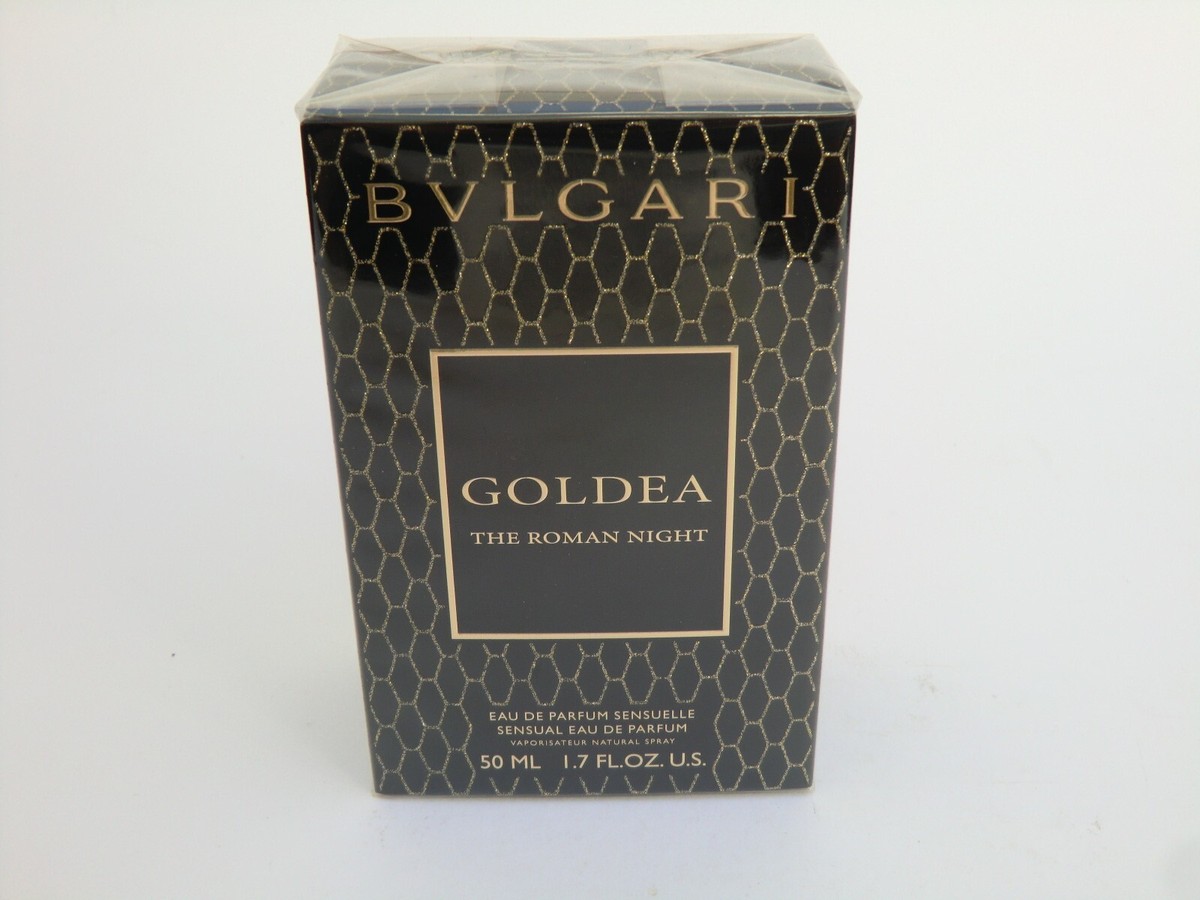 BVLGARI
GOLDEA
THE ROMAN NIGHT
EAU DE PARFUM SENSUELLE
SENSUAL EAU DE PARFUM
VAPORISATEUR NATURAL SPRAY
50 ML 1.7 FL.OZ. U.S.